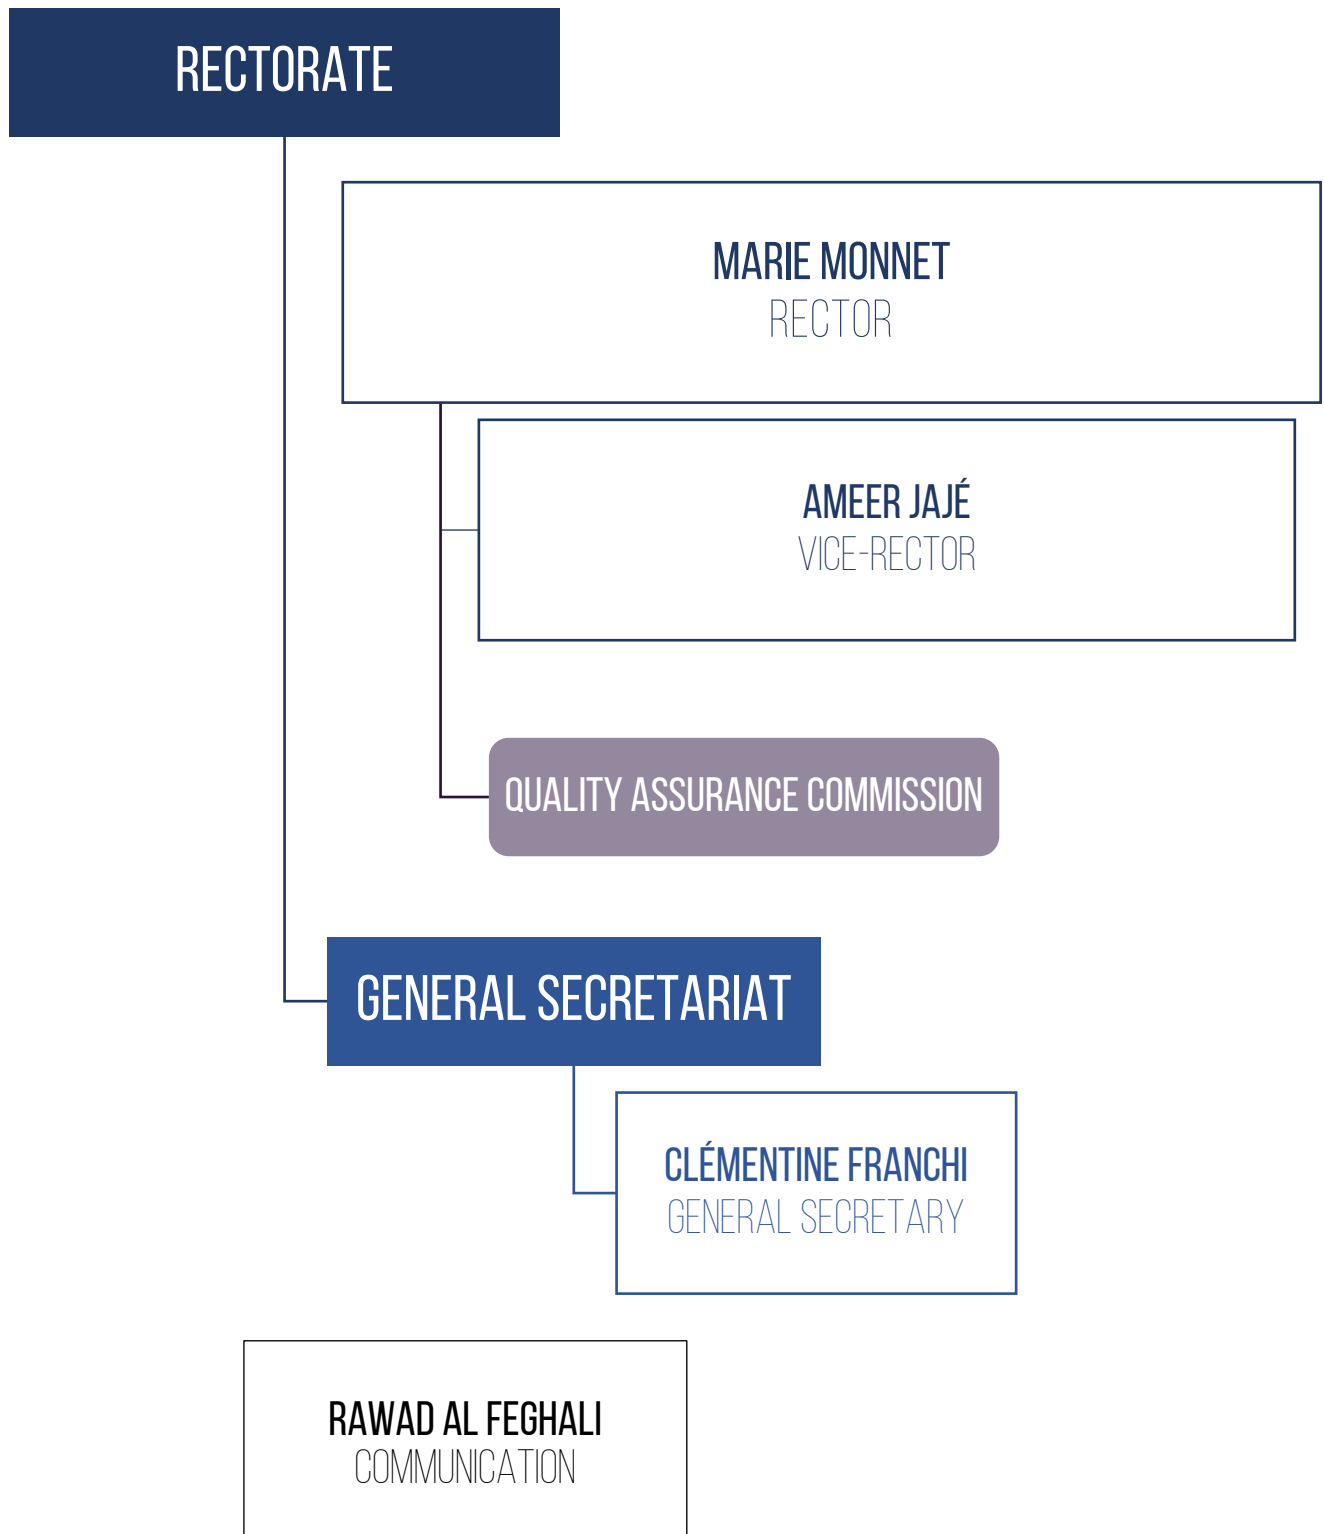 RECTORATE
MARIE MONNET
RECTOR
AMEER JAJÉ
VICE-RECTOR
QUALITY ASSURANCE COMMISSION
GENERAL SECRETARIAT
CLÉMENTINE FRANCHI
GENERAL SECRETARY
RAWAD AL FEGHALI
COMMUNICATION